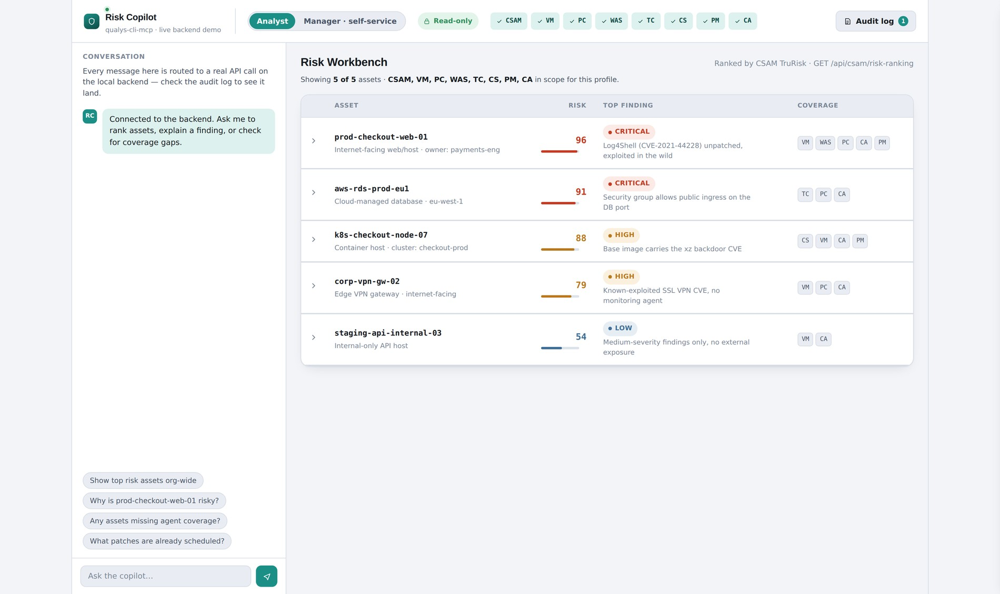 Risk Copilot
qualys-cli-mcp · live backend demo
Analyst
Manager · self-service
Read-only
CSAM
VM
PC
WAS
TC
CS
PM
CA
Audit log 1
CONVERSATION
Every message here is routed to a real API call on
the local backend — check the audit log to see it
land.
RC
Connected to the backend. Ask me to
rank assets, explain a finding, or check
for coverage gaps.
Show top risk assets org-wide
Why is prod-checkout-web-01 risky?
Any assets missing agent coverage?
What patches are already scheduled?
Ask the copilot...
Risk Workbench
Ranked by CSAM TruRisk · GET /api/csam/risk-ranking
Showing 5 of 5 assets · CSAM, VM, PC, WAS, TC, CS, PM, CA in scope for this profile.
ASSET RISK TOP FINDING COVERAGE
prod-checkout-web-01
Internet-facing web/host · owner: payments-eng
96
CRITICAL
Log4Shell (CVE-2021-44228) unpatched,
exploited in the wild
VM WAS PC CA PM
aws-rds-prod-eu1
Cloud-managed database · eu-west-1
91
CRITICAL
Security group allows public ingress on the
DB port
TC PC CA
k8s-checkout-node-07
Container host · cluster: checkout-prod
88
HIGH
Base image carries the xz backdoor CVE
CS VM CA PM
corp-vpn-gw-02
Edge VPN gateway · internet-facing
79
HIGH
Known-exploited SSL VPN CVE, no
monitoring agent
VM PC CA
staging-api-internal-03
Internal-only API host
54
LOW
Medium-severity findings only, no external
exposure
VM CA